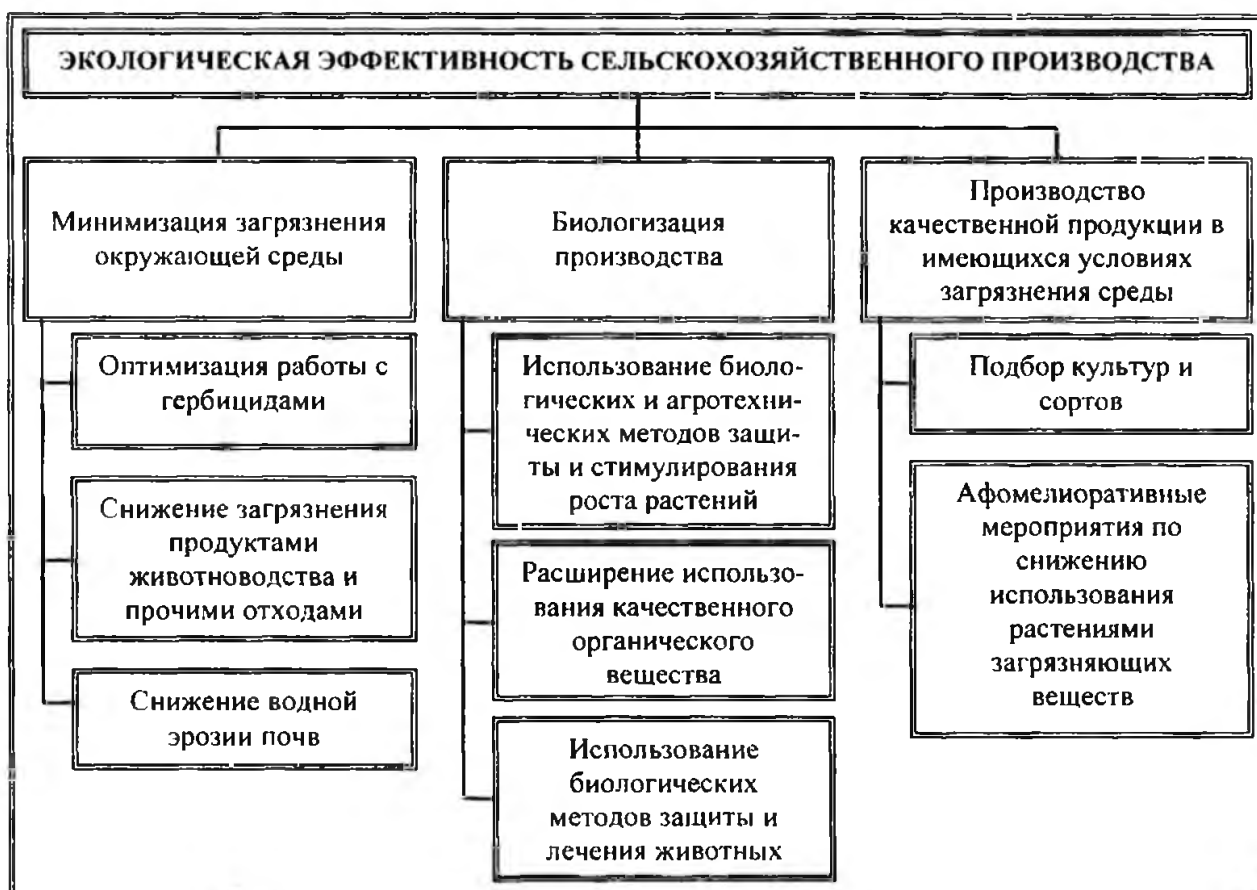 ЭКОЛОГИЧЕСКАЯ ЭФФЕКТИВНОСТЬ СЕЛЬСКОХОЗЯЙСТВЕННОГО ПРОИЗВОДСТВА
Минимизация загрязнения
окружающей среды
Оптимизация работы с
гербицидами
Снижение загрязнения
продуктами
животноводства и
прочими отходами
Снижение водной
эрозии почв
Биологизация
производства
Использование биоло-
гических и агротехни-
ческих методов защи-
ты и стимулирования
роста растений
Расширение использо-
вания качественного
органического
вещества
Использование
биологических
методов защиты и
лечения животных
Производство
качественной продукции в
имеющихся условиях
загрязнения среды
Подбор культур и
сортов
Афомелиоративные
мероприятия по
снижению
использования
растениями
загрязняющих
веществ